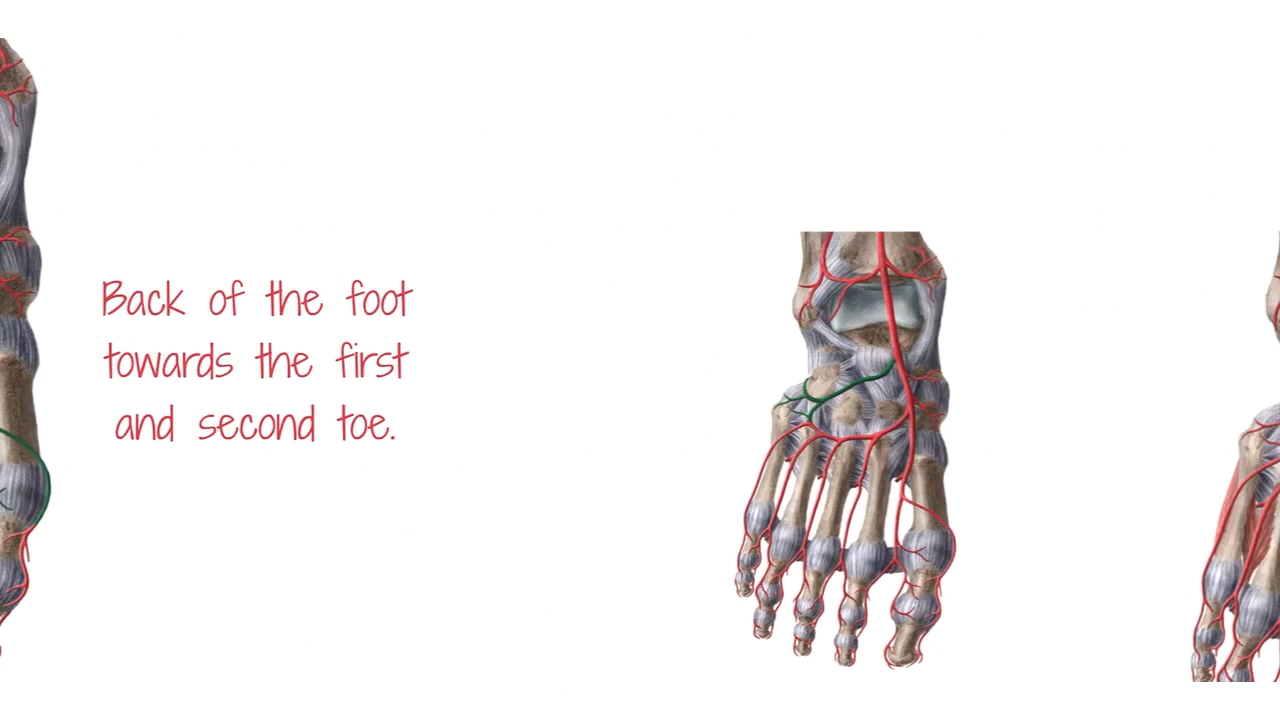 Back of the foot
towards the first
and second toe.